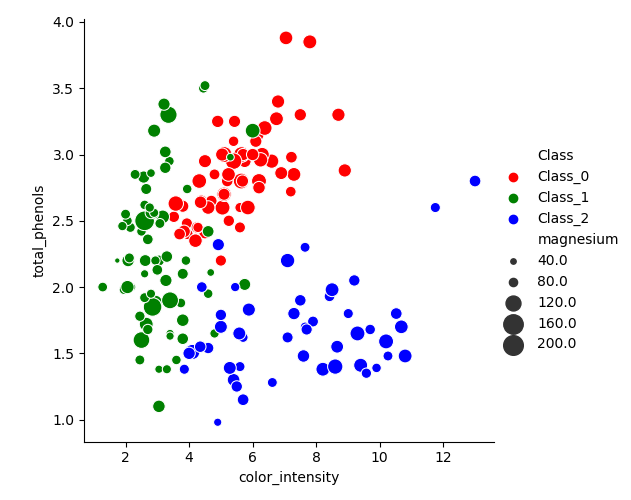 4.0
3.5
3.0
2.5
2.0
1.5
1.0
total_phenols
2 4 6 8 10 12
color_intensity
Class
Class_0
Class_1
Class_2
magnesium
40.0
80.0
120.0
160.0
200.0